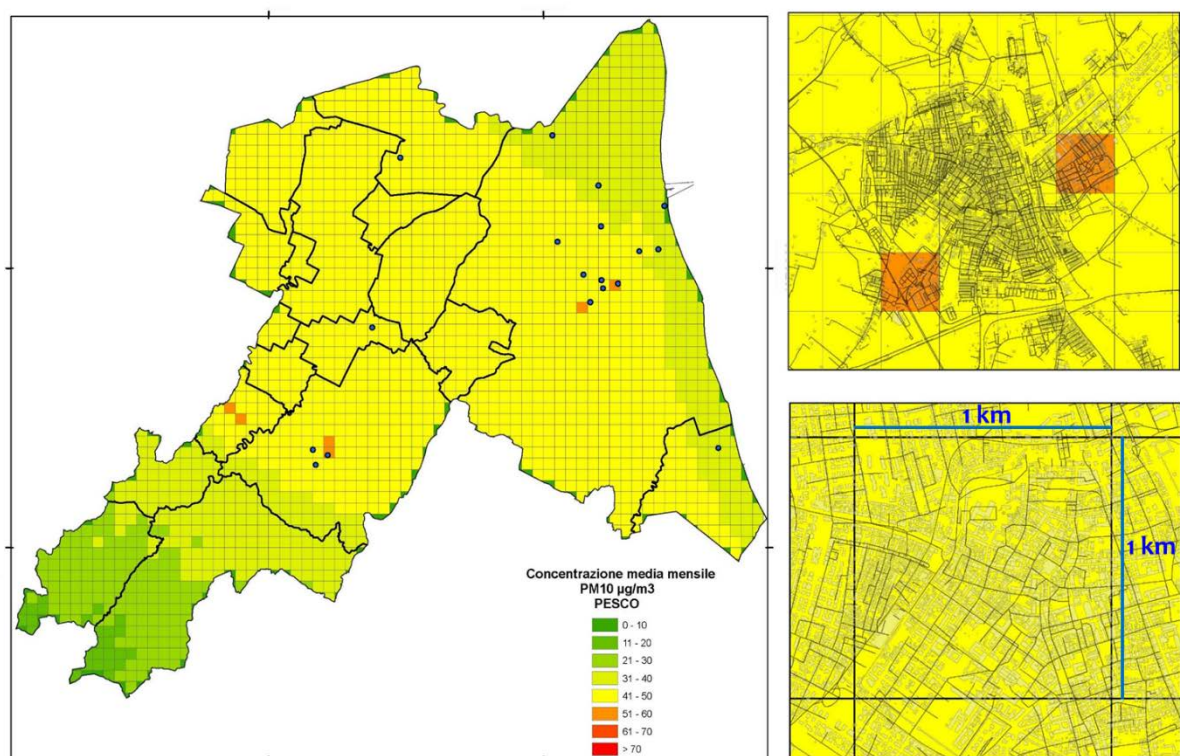 Concentrazione media mensile
PM10 µg/m3
PESCO
0 - 10
11 - 20
21 - 30
31 - 40
41 - 50
51 - 60
61 - 70
> 70
1 km
1 km